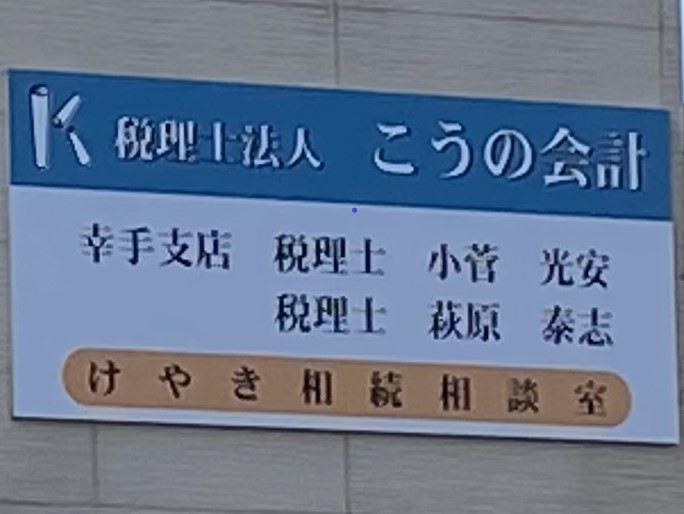 K 税理士法人 こうの会計
幸手支店 税理士 小菅 光安
税理士 萩原 泰志
けやき相続相談室